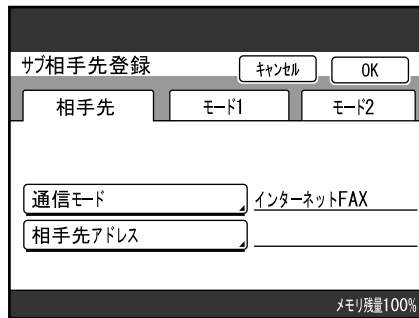 サブ相手先登録 キャンセル OK
相手先 モード1 モード2
通信モード インターネットFAX
相手先アドレス
メモリ残量100%